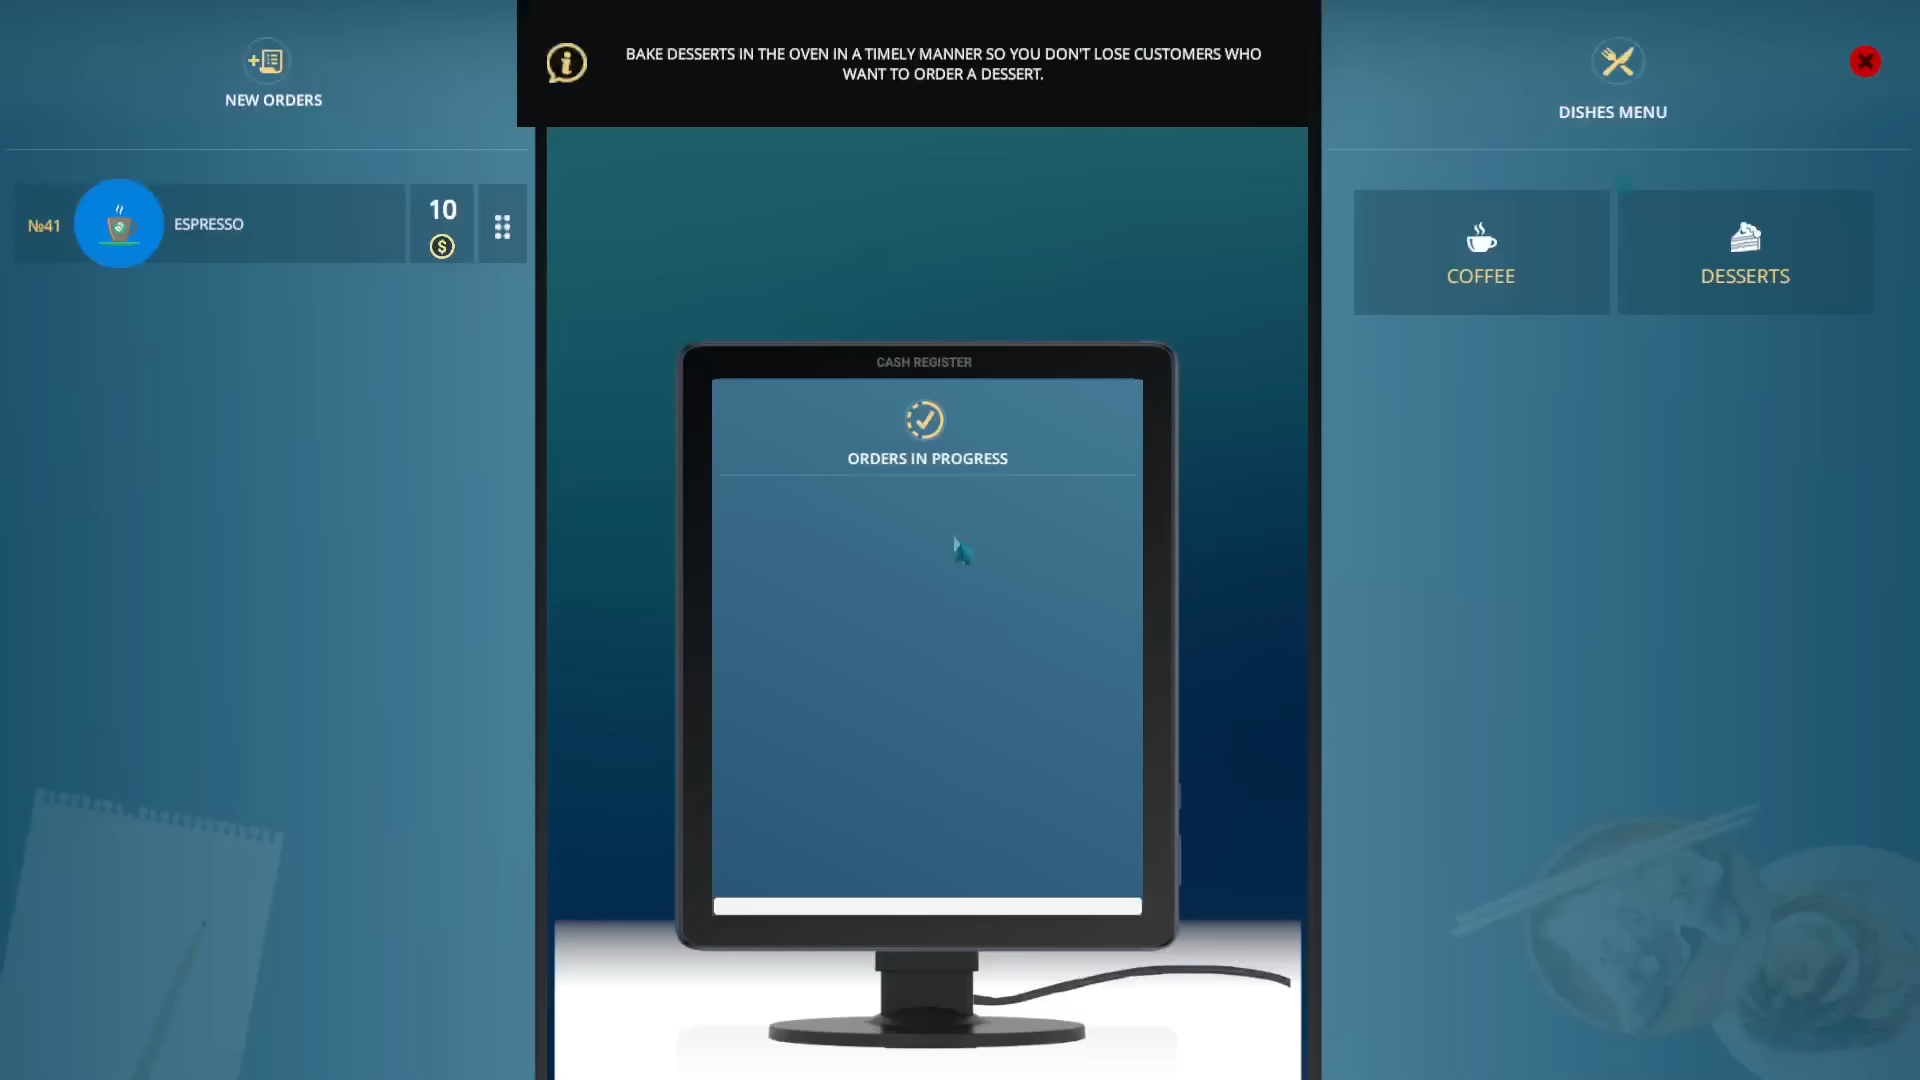 NEW ORDERS
BAKE DESSERTS IN THE OVEN IN A TIMELY MANNER SO YOU DON'T LOSE CUSTOMERS WHO
WANT TO ORDER A DESSERT.
DISHES MENU
№41
ESPRESSO
10
COFFEE
DESSERTS
CASH REGISTER
ORDERS IN PROGRESS